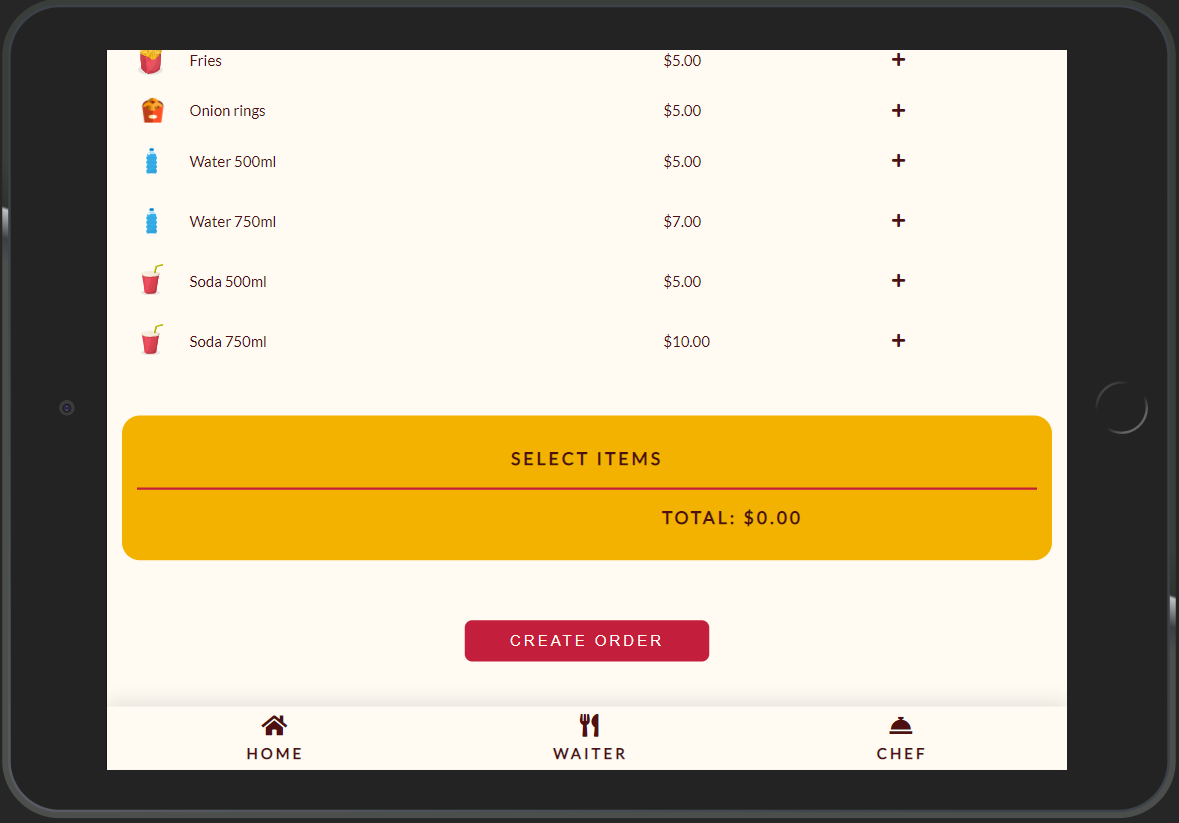 Fries $5.00 +
Onion rings $5.00 +
Water 500ml $5.00 +
Water 750ml $7.00 +
Soda 500ml $5.00 +
Soda 750ml $10.00 +
SELECT ITEMS
TOTAL: $0.00
CREATE ORDER
HOME WAITER CHEF